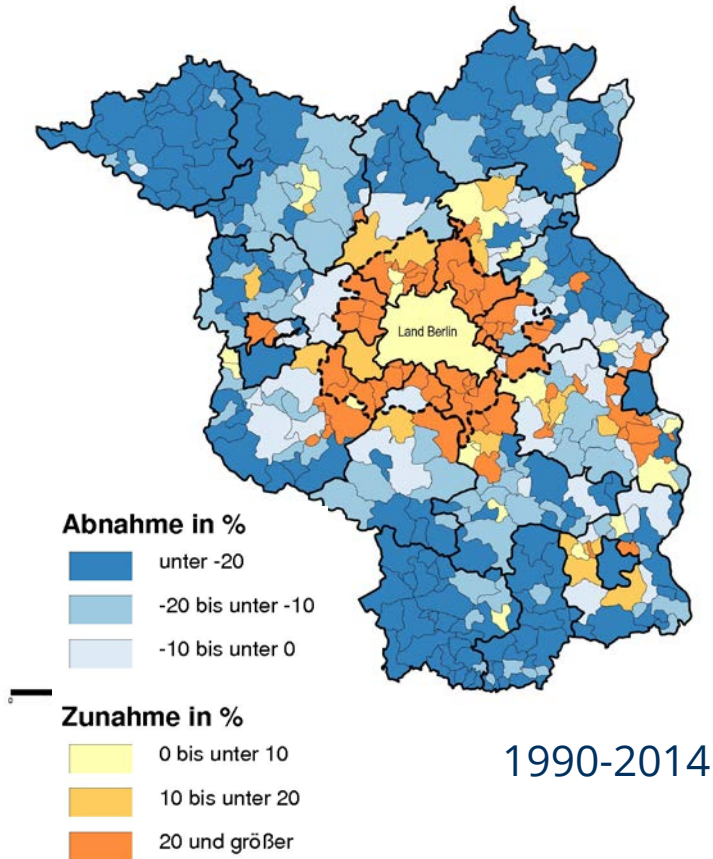 Land Berlin
Abnahme in %
unter -20
-20 bis unter -10
-10 bis unter 0
Zunahme in %
0 bis unter 10
10 bis unter 20
20 und größer
1990-2014